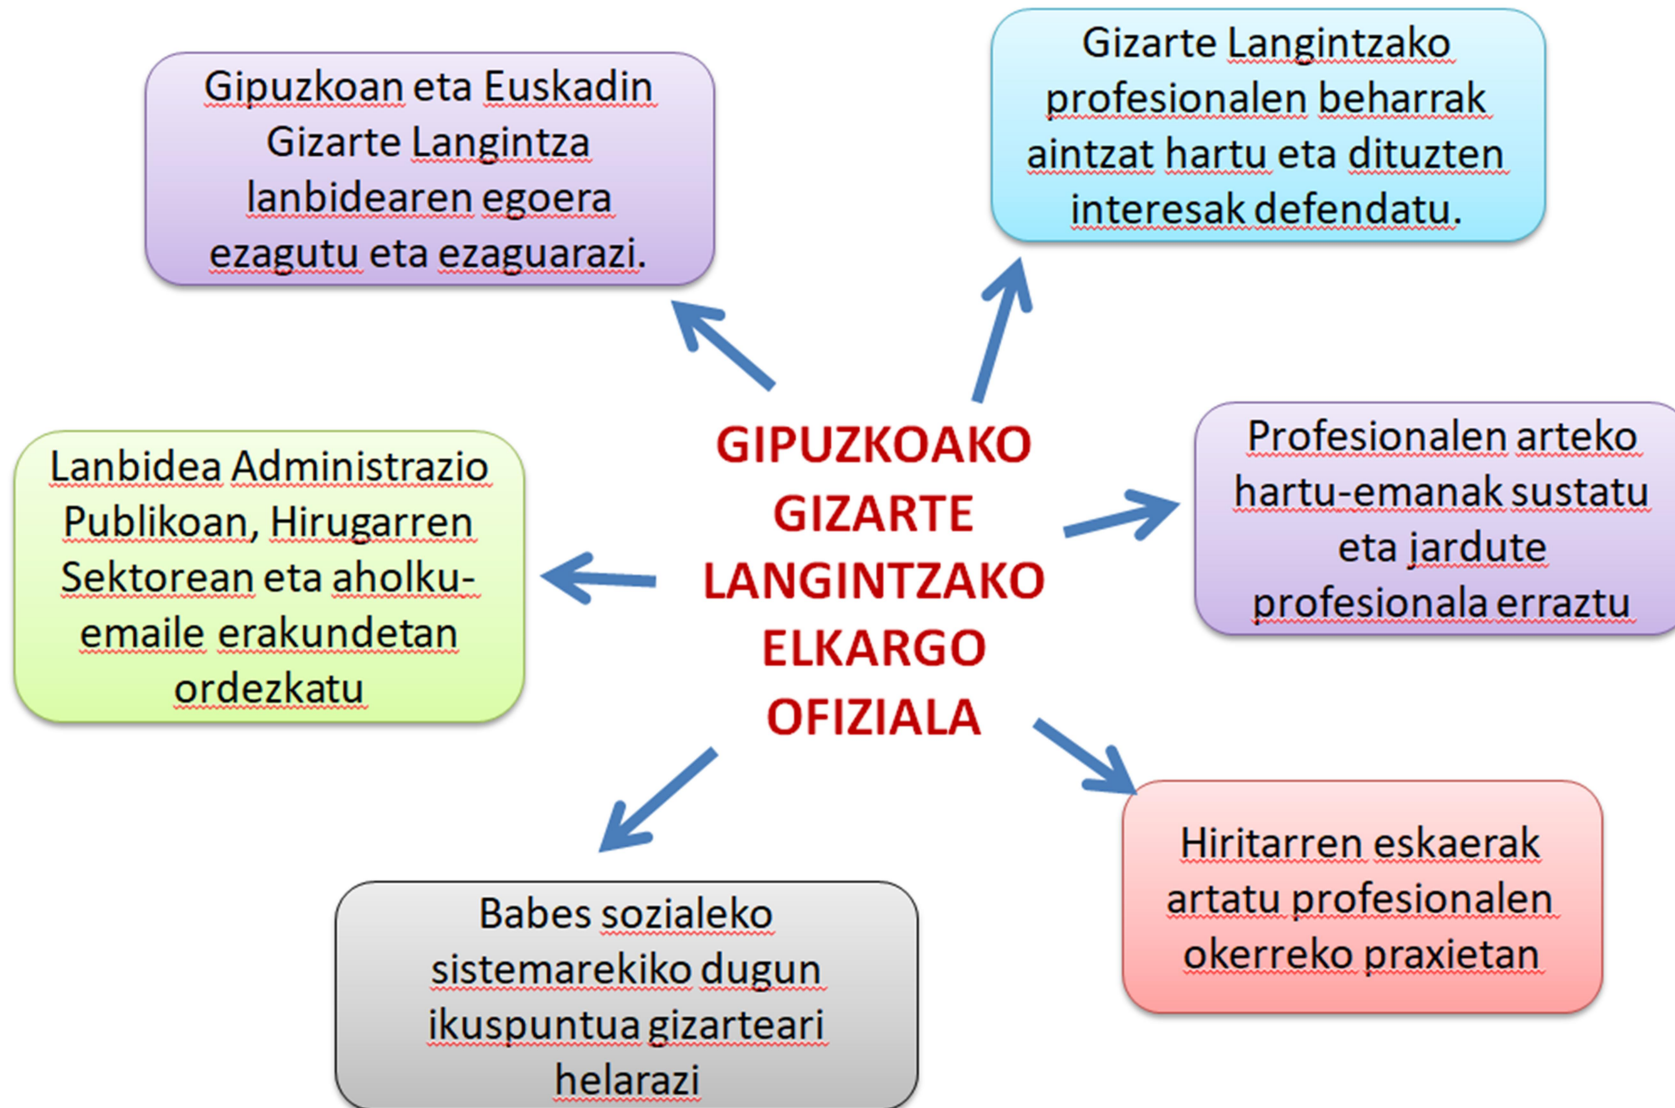 Gipuzkoan eta Euskadin
Gizarte Langintza
lanbidearen egoera
ezagutu eta ezaguarazi.
Gizarte Langintzako
profesionalen beharrak
aintzat hartu eta dituzten
interesak defendatu.
Lanbidea Administrazio
Publikoan, Hirugarren
Sektorean eta aholku-
emaile erakundetan
ordezkatu
GIPUZKOAKO
GIZARTE
LANGINTZAKO
ELKARGO
OFIZIALA
Profesionalen arteko
hartu-emanak sustatu
eta jardute
profesionala erraztu
Babes sozialeko
sistemarekiko dugun
ikuspuntua gizarteari
helarazi
Hiritarren eskaerak
artatu profesionalen
okerreko praxietan